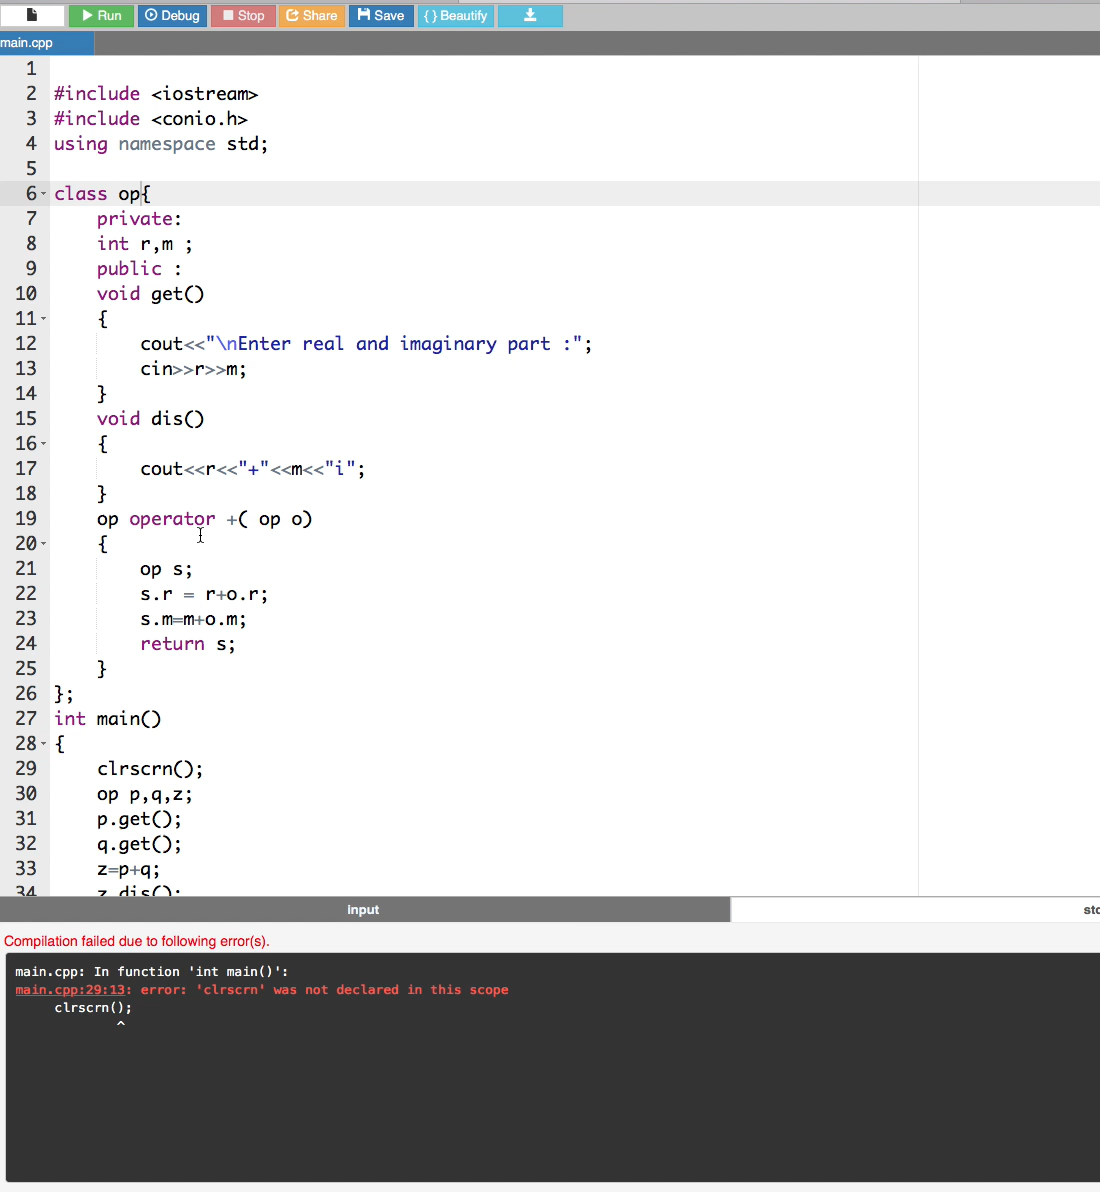 Run Debug Stop Share Save {} Beautify
main.cpp
1
2 #include <iostream>
3 #include <conio.h>
4 using namespace std;
5
6 class op{
7 private:
8 int r,m ;
9 public :
10 void get()
11 {
12 cout<<"\nEnter real and imaginary part :";
13 cin>>r>>m;
14 }
15 void dis()
16 {
17 cout<<r<<"+"<<m<<"i";
18 }
19 op operator +( op o)
20 {
21 op s;
22 s.r = r+o.r;
23 s.m=m+o.m;
24 return s;
25 }
26 };
27 int main()
28 {
29 clrscrn();
30 op p,q,z;
31 p.get();
32 q.get();
33 z=p+q;
34 z.dis();
input
Compilation failed due to following error(s).
main.cpp: In function 'int main()':
main.cpp:29:13: error: 'clrscrn' was not declared in this scope
clrscrn();
^